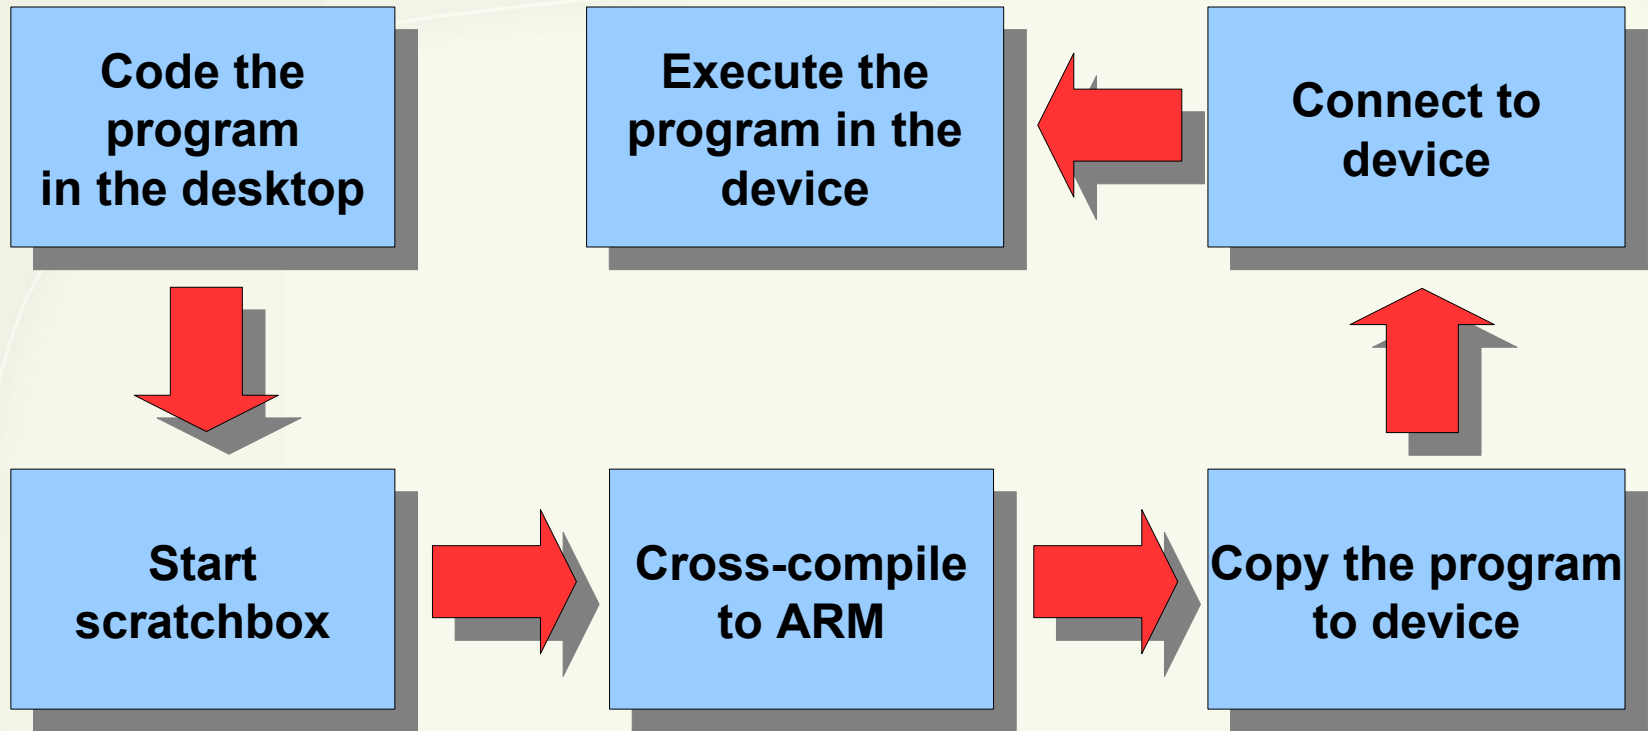 Code the
program
in the desktop
Execute the
program in the
device
Connect to
device
Start
scratchbox
Cross-compile
to ARM
Copy the program
to device